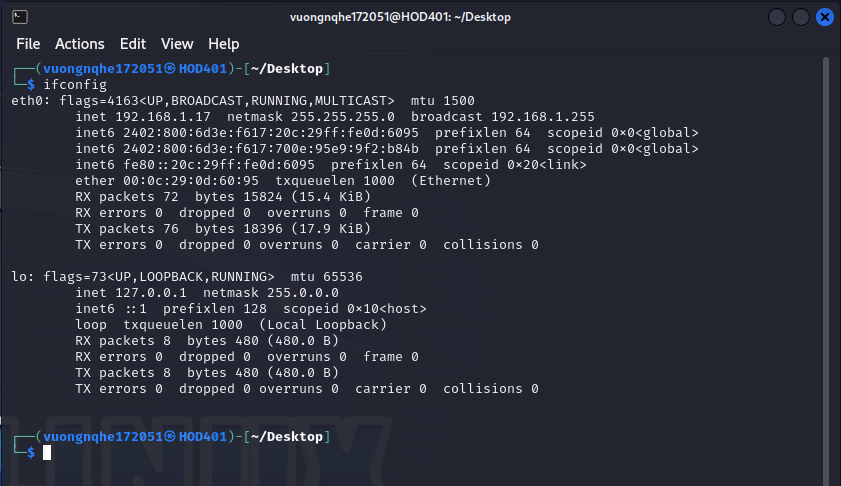 vuongnqhe172051@HOD401: ~/Desktop
File Actions Edit View Help
┌──(vuongnqhe172051㉿HOD401)-[~/Desktop]
└─$ ifconfig
eth0: flags=4163<UP,BROADCAST,RUNNING,MULTICAST>  mtu 1500
        inet 192.168.1.17  netmask 255.255.255.0  broadcast 192.168.1.255
        inet6 2402:800:6d3e:f617:20c:29ff:fe0d:6095  prefixlen 64  scopeid 0×0<global>
        inet6 2402:800:6d3e:f617:700e:95e9:9f2:b84b  prefixlen 64  scopeid 0×0<global>
        inet6 fe80::20c:29ff:fe0d:6095  prefixlen 64  scopeid 0×20<link>
        ether 00:0c:29:0d:60:95  txqueuelen 1000  (Ethernet)
        RX packets 72  bytes 15824 (15.4 KiB)
        RX errors 0  dropped 0  overruns 0  frame 0
        TX packets 76  bytes 18396 (17.9 KiB)
        TX errors 0  dropped 0 overruns 0  carrier 0  collisions 0
lo: flags=73<UP,LOOPBACK,RUNNING>  mtu 65536
        inet 127.0.0.1  netmask 255.0.0.0
        inet6 ::1  prefixlen 128  scopeid 0×10<host>
        loop  txqueuelen 1000  (Local Loopback)
        RX packets 8  bytes 480 (480.0 B)
        RX errors 0  dropped 0  overruns 0  frame 0
        TX packets 8  bytes 480 (480.0 B)
        TX errors 0  dropped 0 overruns 0  carrier 0  collisions 0
┌──(vuongnqhe172051㉿HOD401)-[~/Desktop]
└─$